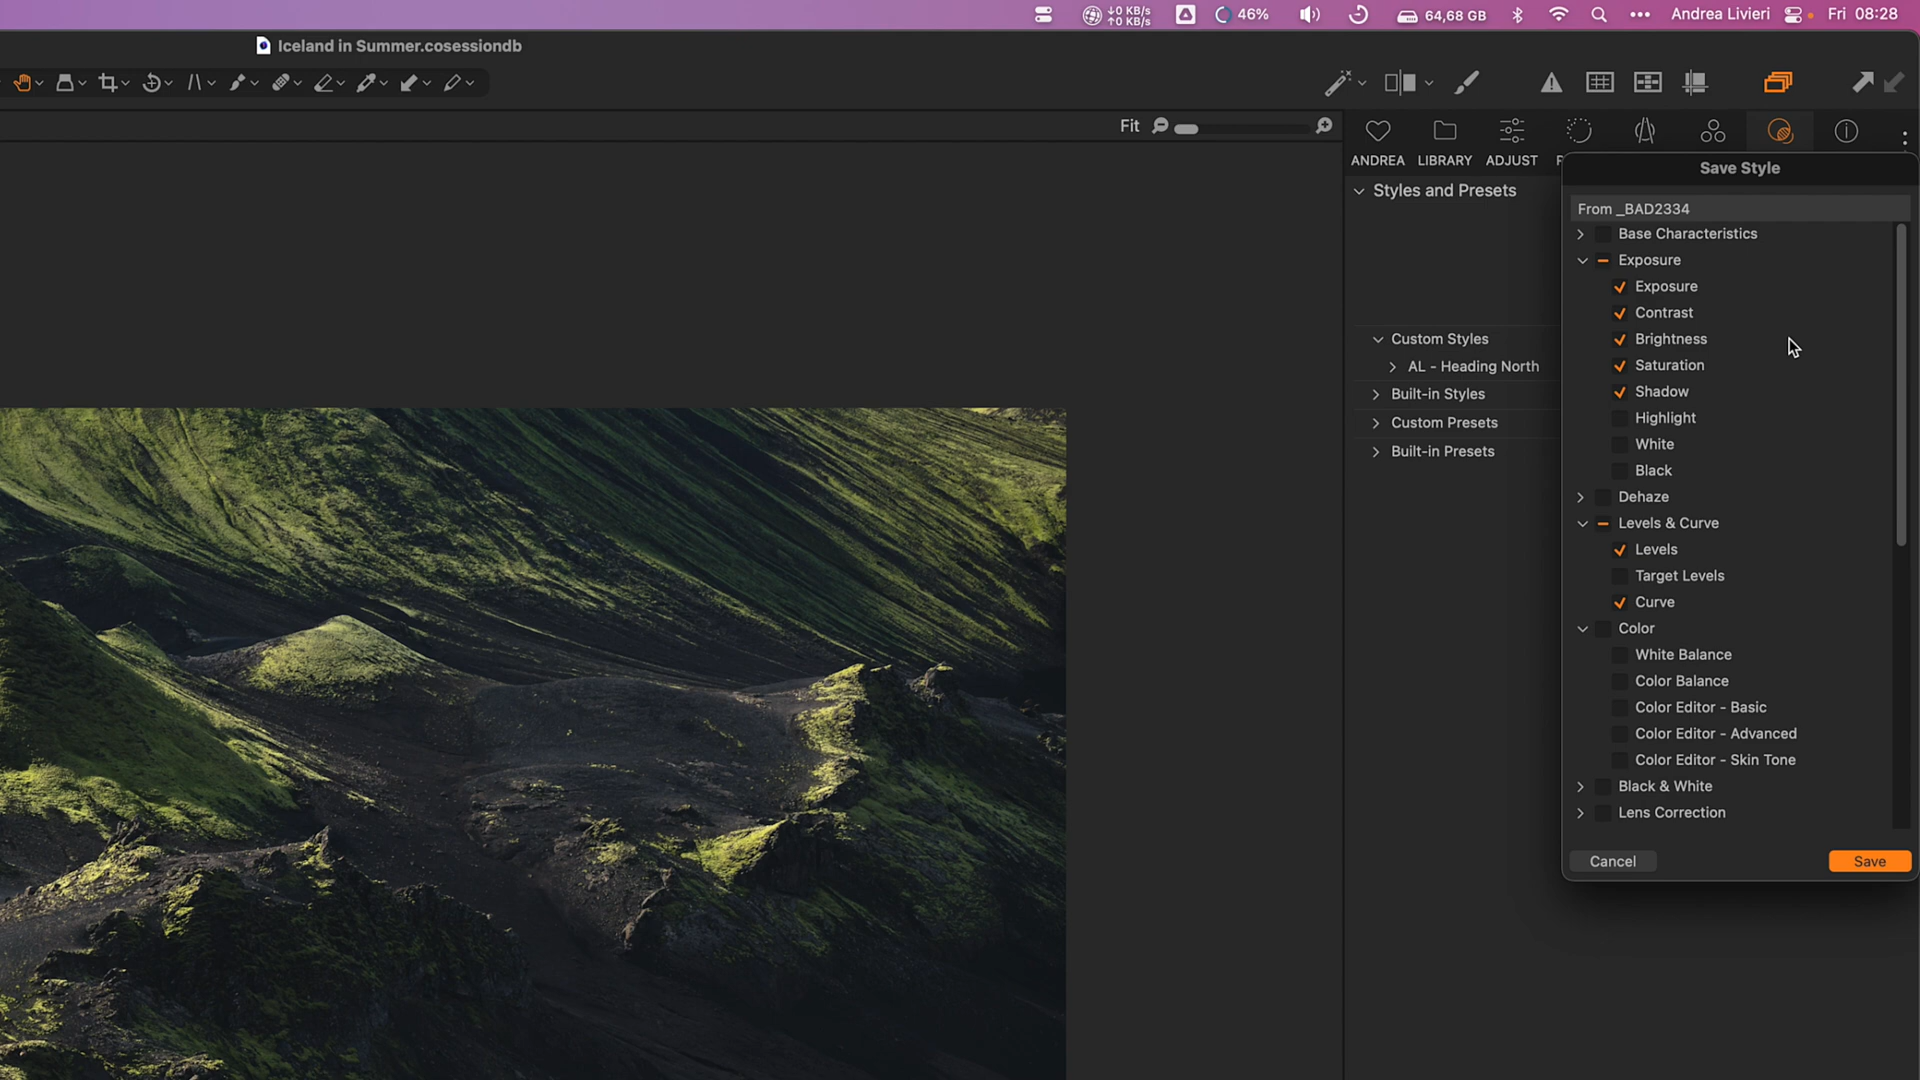 ↓0 KB/s
↑0 KB/s
46%
64,68 GB
Andrea Livieri
Fri 08:28
Iceland in Summer.cosessiondb
Fit
ANDREA
LIBRARY
ADJUST
Styles and Presets
Custom Styles
AL - Heading North
Built-in Styles
Custom Presets
Built-in Presets
Save Style
From _BAD2334
Base Characteristics
Exposure
Exposure
Contrast
Brightness
Saturation
Shadow
Highlight
White
Black
Dehaze
Levels & Curve
Levels
Target Levels
Curve
Color
White Balance
Color Balance
Color Editor - Basic
Color Editor - Advanced
Color Editor - Skin Tone
Black & White
Lens Correction
Cancel
Save